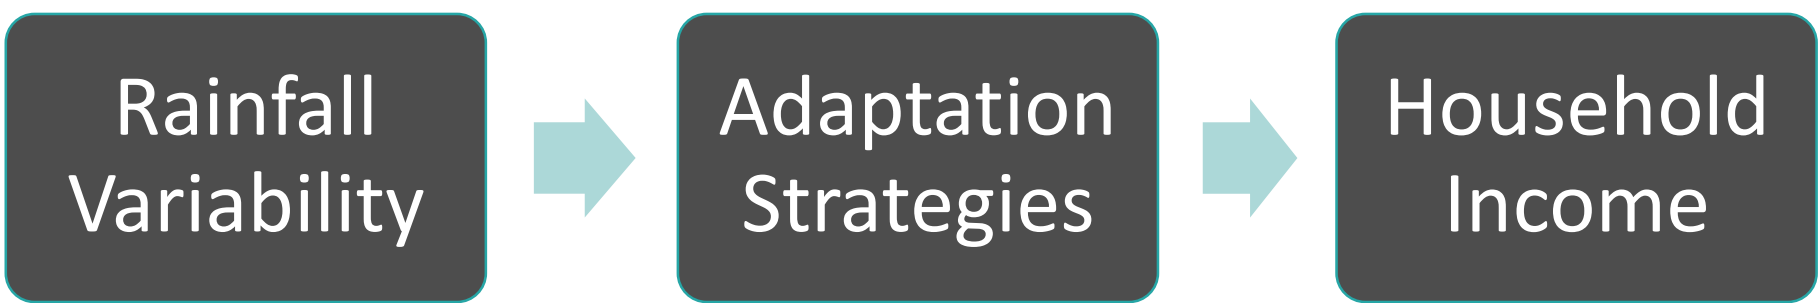 Rainfall
Variability
Adaptation
Strategies
Household
Income